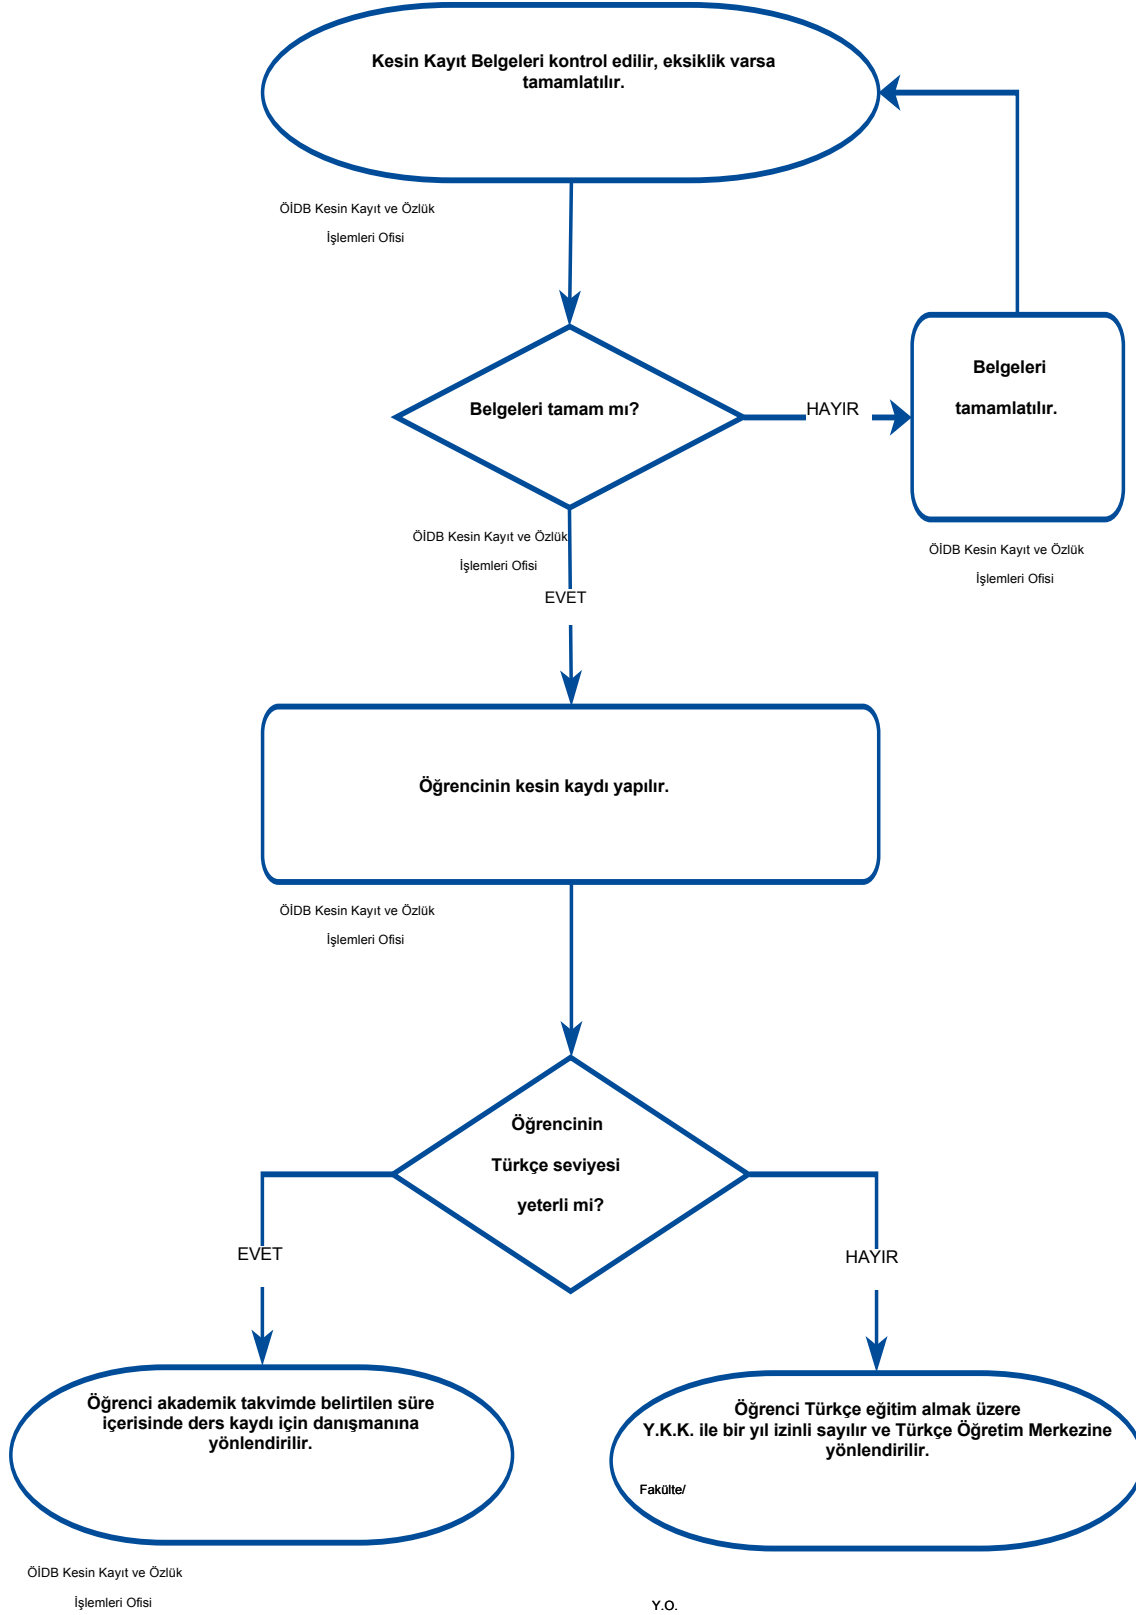 Kesin Kayıt Belgeleri kontrol edilir, eksiklik varsa
tamamlatılır.
ÖİDB Kesin Kayıt ve Özlük
İşlemleri Ofisi
Belgeleri tamam mı?
HAYIR
Belgeleri
tamamlatılır.
ÖİDB Kesin Kayıt ve Özlük
İşlemleri Ofisi
ÖİDB Kesin Kayıt ve Özlük
İşlemleri Ofisi
EVET
Öğrencinin kesin kaydı yapılır.
ÖİDB Kesin Kayıt ve Özlük
İşlemleri Ofisi
Öğrencinin
Türkçe seviyesi
yeterli mi?
EVET
HAYIR
Öğrenci akademik takvimde belirtilen süre
içerisinde ders kaydı için danışmanına
yönlendirilir.
Öğrenci Türkçe eğitim almak üzere
Y.K.K. ile bir yıl izinli sayılır ve Türkçe Öğretim Merkezine
yönlendirilir.
Fakülte/
ÖİDB Kesin Kayıt ve Özlük
İşlemleri Ofisi
Y.O.